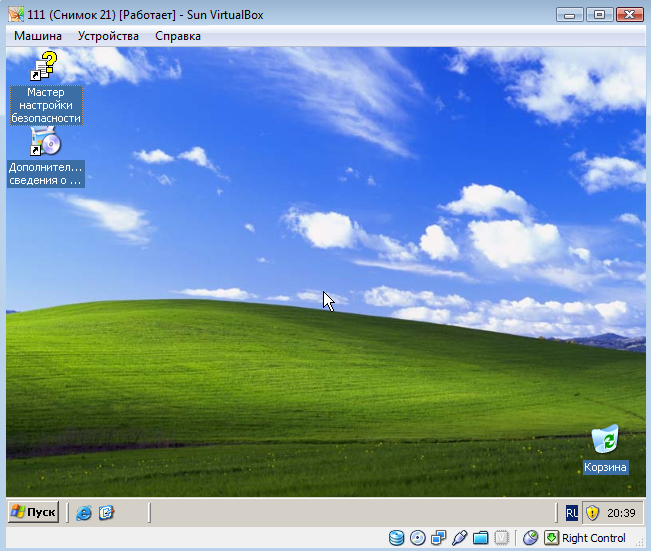 111 (Снимок 21) [Работает] - Sun VirtualBox
Машина Устройства Справка
Мастер
настройки
безопасности
Дополнител...
сведения о ...
Корзина
Пуск
RU
20:39
Right Control